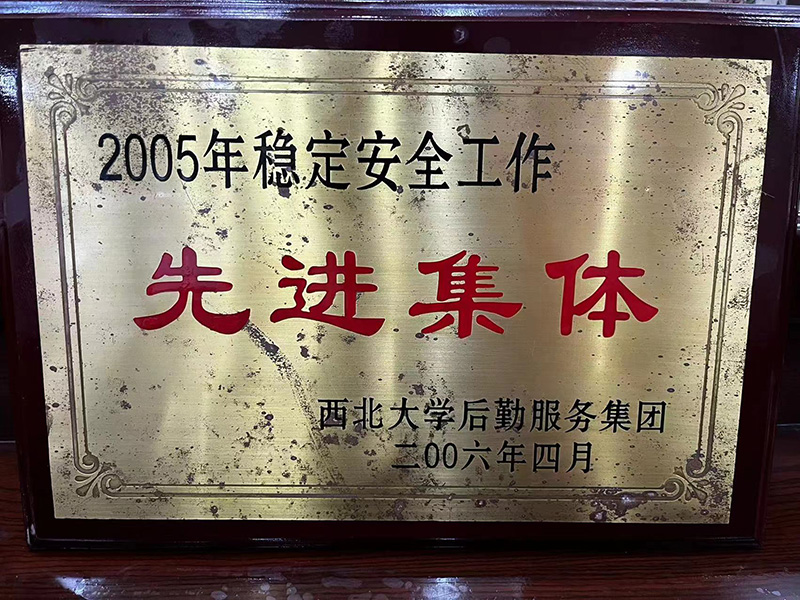 2005年稳定安全工作
先进集体
西北大学后勤服务集团
二00六年四月